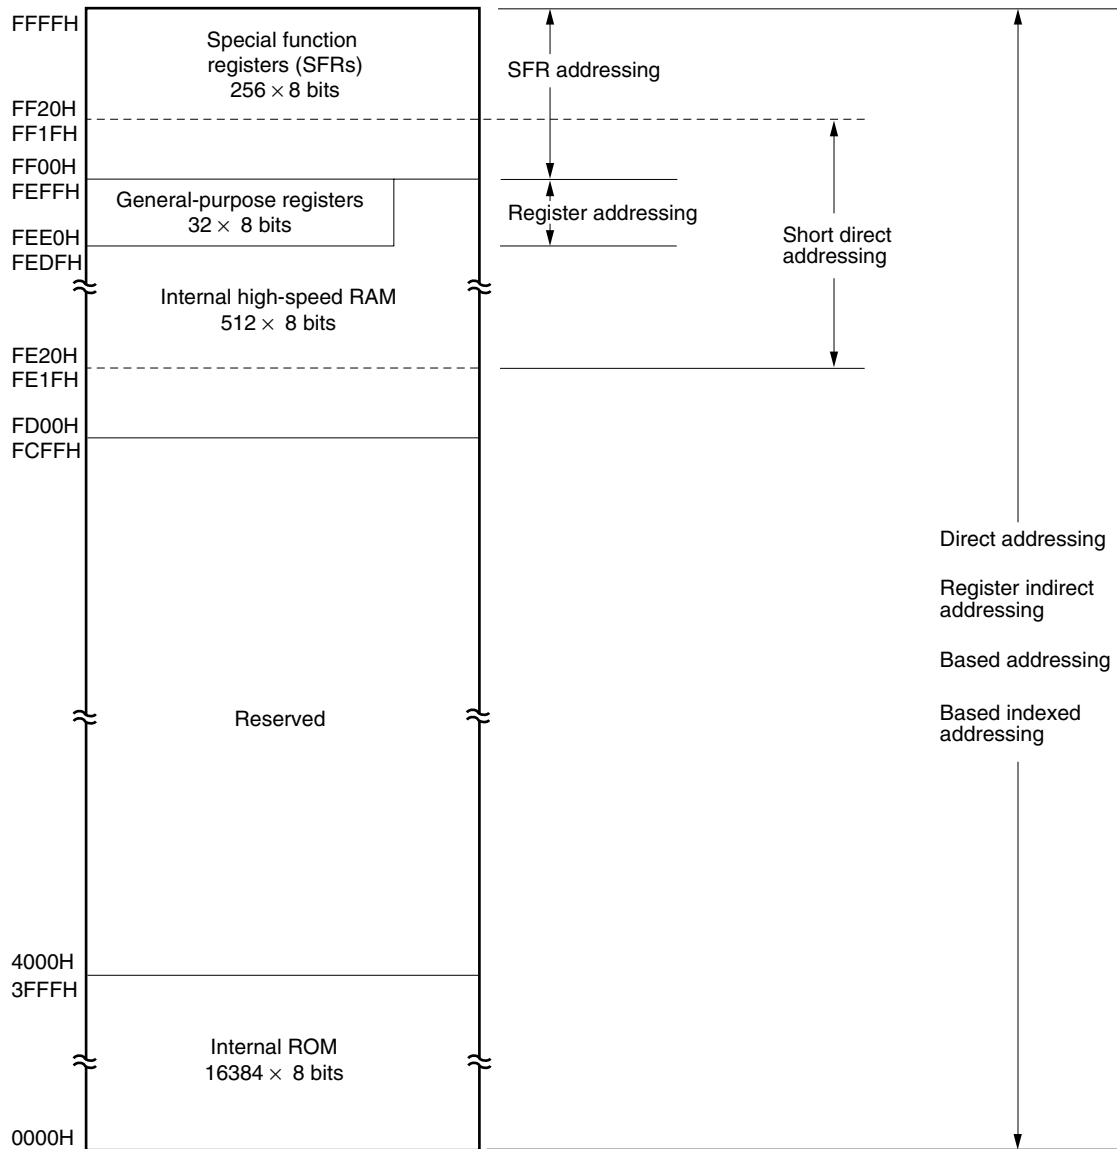 FFFFH
Special function
registers (SFRs)
256 × 8 bits
SFR addressing
FF20H
FF1FH
FF00H
FEFFH
General-purpose registers
32 × 8 bits
Register addressing
FEE0H
FEDFH
Short direct
addressing
Internal high-speed RAM
512 × 8 bits
FE20H
FE1FH
FD00H
FCFFH
Direct addressing
Register indirect
addressing
Based addressing
Based indexed
addressing
Reserved
4000H
3FFFH
Internal ROM
16384 × 8 bits
0000H